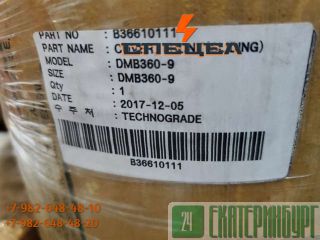 PART NO. : B36610111
PART NAME : C
NG)
СПЕЦСД
MODEL : DMB360-9
SIZE : DMB360-9
Qty : 1
DATE : 2017-12-05
수주처 : TECHNOGRADE
B36610111
+7-982-648-48-10
+7-982-648-48-20
24
ЕКАТЕРИНБУРГ